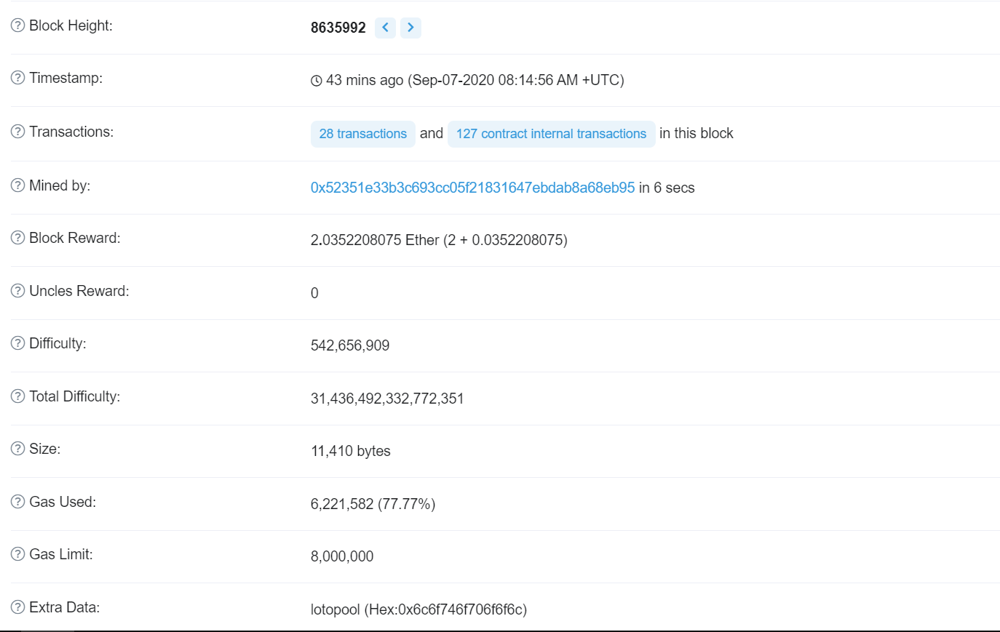 Block Height: 8635992
Timestamp: 43 mins ago (Sep-07-2020 08:14:56 AM +UTC)
Transactions: 28 transactions and 127 contract internal transactions in this block
Mined by: 0x52351e33b3c693cc05f21831647ebdab8a68eb95 in 6 secs
Block Reward: 2.0352208075 Ether (2 + 0.0352208075)
Uncles Reward: 0
Difficulty: 542,656,909
Total Difficulty: 31,436,492,332,772,351
Size: 11,410 bytes
Gas Used: 6,221,582 (77.77%)
Gas Limit: 8,000,000
Extra Data: lotopool (Hex:0x6c6f746f706f6f6c)